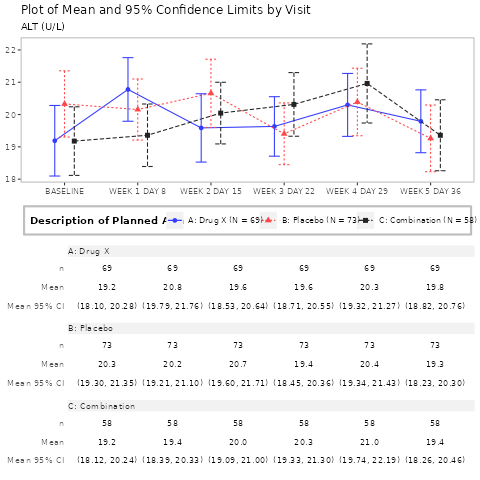 Plot of Mean and 95% Confidence Limits by Visit
ALT (U/L)
22
21
20
19
18
BASELINE WEEK 1 DAY 8 WEEK 2 DAY 15 WEEK 3 DAY 22 WEEK 4 DAY 29 WEEK 5 DAY 36
Description of Planned A: Drug X (N = 69) B: Placebo (N = 73) C: Combination (N = 58)
A: Drug X
n 69 69 69 69 69 69
Mean 19.2 20.8 19.6 19.6 20.3 19.8
Mean 95% CI (18.10, 20.28) (19.79, 21.76) (18.53, 20.64) (18.71, 20.55) (19.32, 21.27) (18.82, 20.76)
B: Placebo
n 73 73 73 73 73 73
Mean 20.3 20.2 20.7 19.4 20.4 19.3
Mean 95% CI (19.30, 21.35) (19.21, 21.10) (19.60, 21.71) (18.45, 20.36) (19.34, 21.43) (18.23, 20.30)
C: Combination
n 58 58 58 58 58 58
Mean 19.2 19.4 20.0 20.3 21.0 19.4
Mean 95% CI (18.12, 20.24) (18.39, 20.33) (19.09, 21.00) (19.33, 21.30) (19.74, 22.19) (18.26, 20.46)